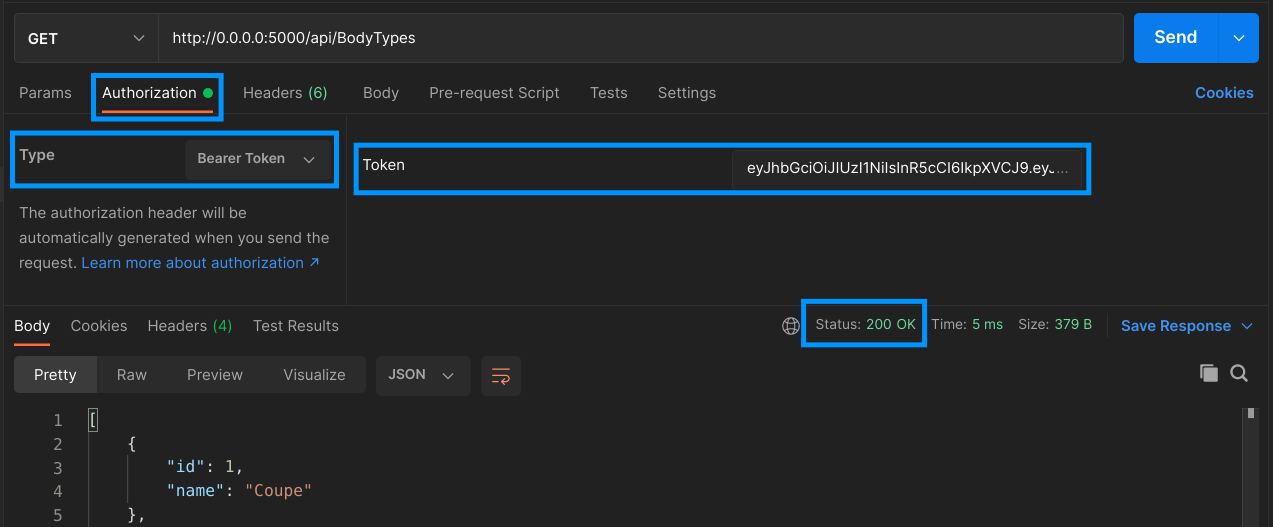 GET http://0.0.0.0:5000/api/BodyTypes Send
Params Authorization Headers (6) Body Pre-request Script Tests Settings Cookies
Type Bearer Token
Token eyJhbGciOiJIUzI1NiIsInR5cCI6IkpXVCJ9.eyJ...
The authorization header will be
automatically generated when you send the
request. Learn more about authorization ↗
Body Cookies Headers (4) Test Results Status: 200 OK Time: 5 ms Size: 379 B Save Response
Pretty Raw Preview Visualize JSON
1 [
2 {
3 "id": 1,
4 "name": "Coupe"
5 },